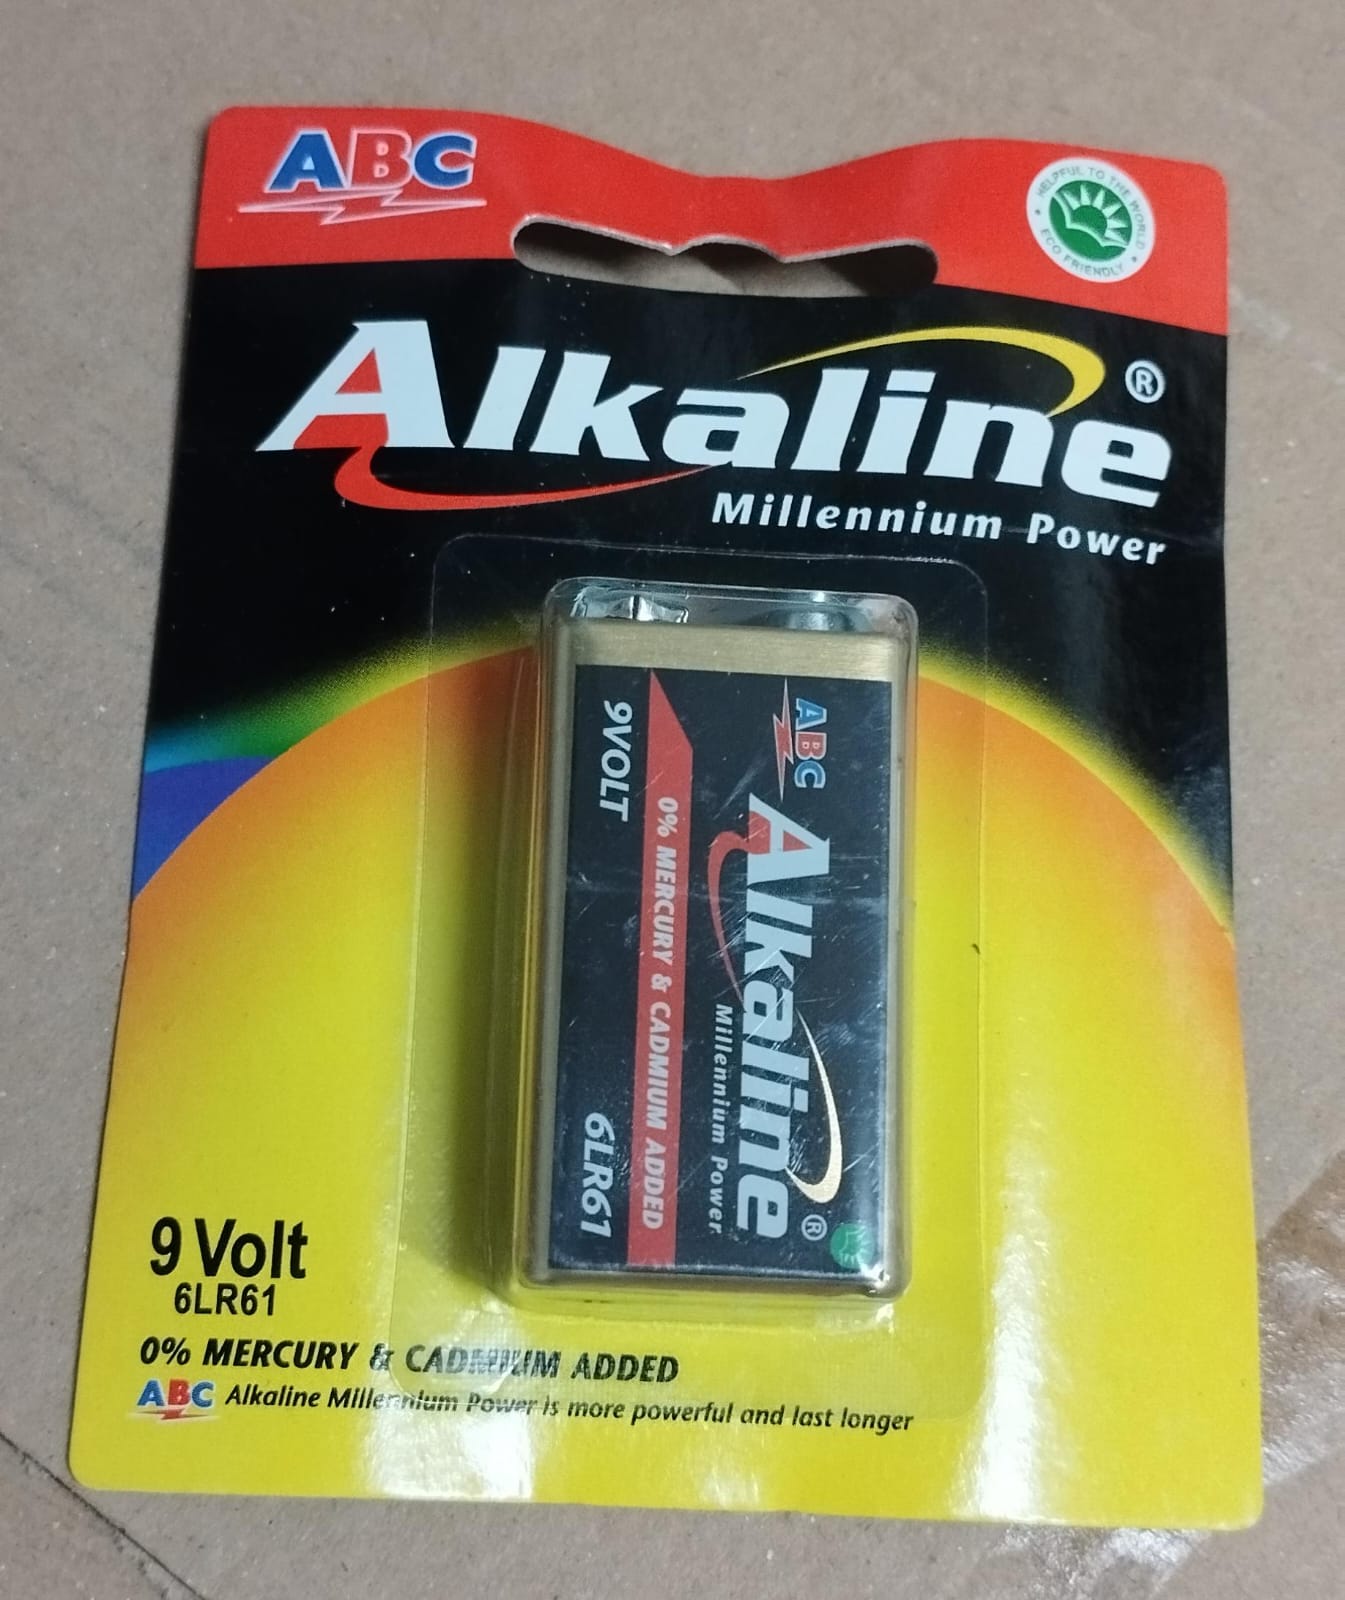 ABC
HELPFUL TO THE WORLD
ECO FRIENDLY
Alkaline ®
Millennium Power
ABC
Alkaline ®
Millennium Power
0% MERCURY & CADMIUM ADDED
9VOLT
6LR61
9 Volt
6LR61
0% MERCURY & CADMIUM ADDED
ABC Alkaline Millennium Power is more powerful and last longer